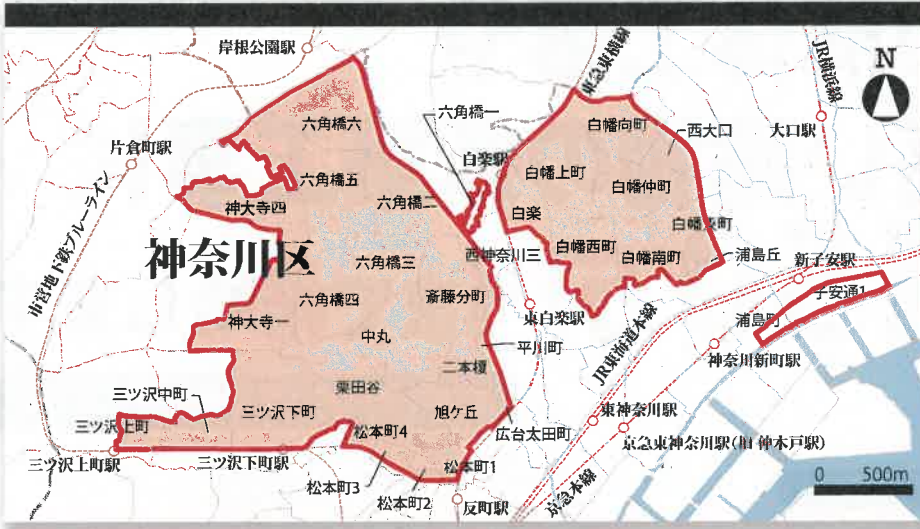 岸根公園駅
東急東横線
JR横浜線
N
六角橋一
六角橋六
白幡向町
西大口
大口駅
片倉町駅
白楽駅
六角橋五
白幡上町
白幡仲町
神大寺四
六角橋二
白楽
市営地下鉄ブルーライン
神奈川区
西神奈川三
白幡西町
白幡南町
浦島丘
新子安駅
六角橋三
六角橋四
斎藤分町
子安通1
神大寺一
東白楽駅
浦島町
中丸
平川町
JR東海道本線
神奈川新町駅
二本榎
栗田谷
三ツ沢中町
三ツ沢下町
旭ケ丘
東神奈川駅
三ツ沢上町
松本町4
広台太田町
京急東神奈川駅(旧 仲木戸駅)
三ツ沢上町駅
三ツ沢下町駅
松本町1
京急本線
松本町3
松本町2
反町駅
0 500m